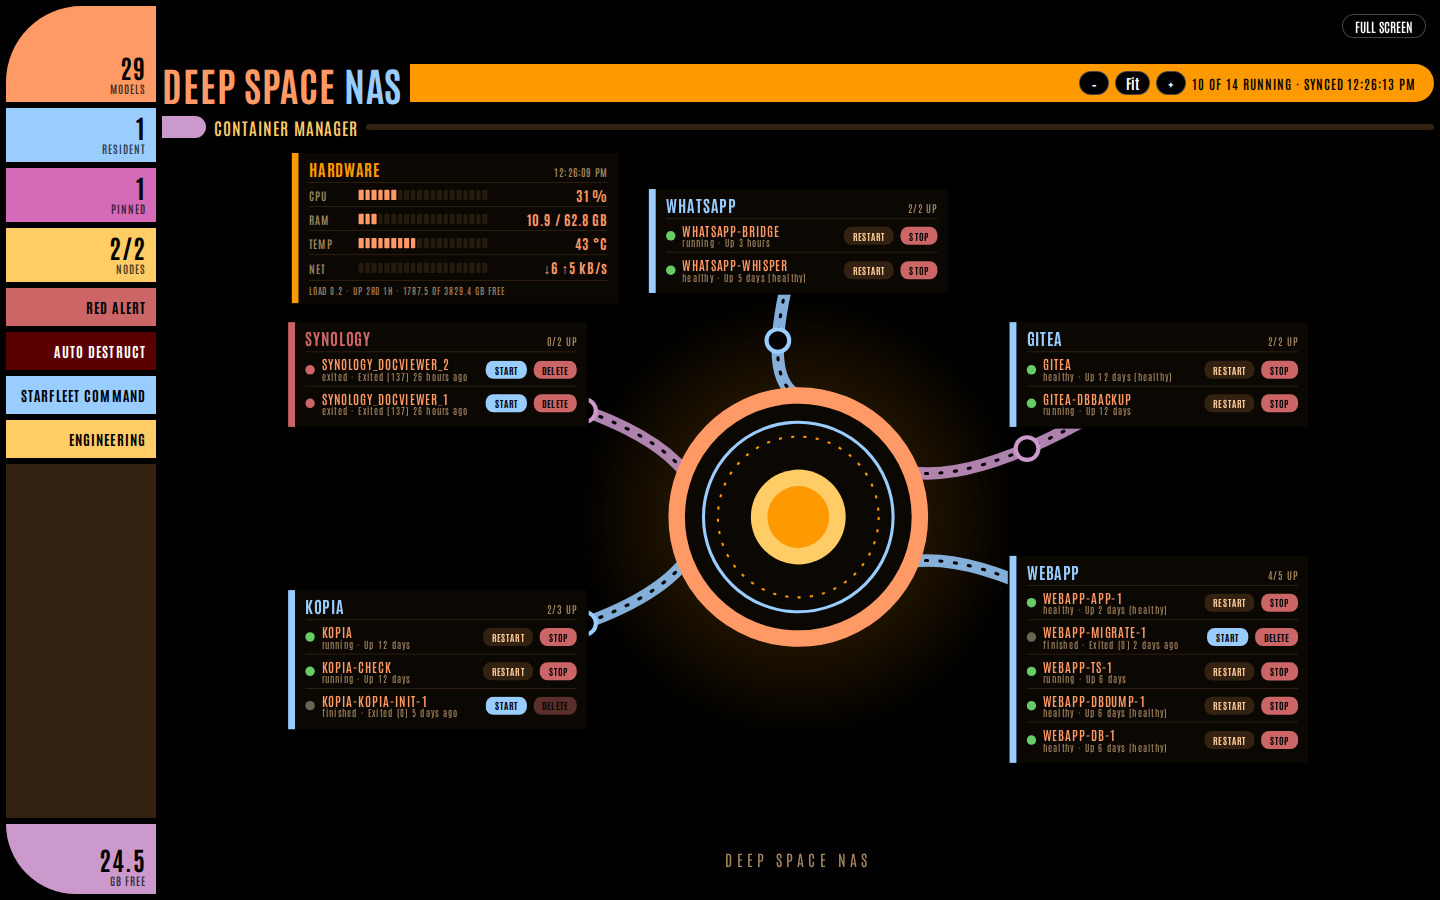 FULL SCREEN
29
MODELS
1
RESIDENT
1
PINNED
2/2
NODES
RED ALERT
AUTO DESTRUCT
STARFLEET COMMAND
ENGINEERING
24.5
GB FREE
DEEP SPACE NAS
- Fit + 10 OF 14 RUNNING · SYNCED 12:26:13 PM
CONTAINER MANAGER
HARDWARE 12:26:09 PM
CPU 31 %
RAM 10.9 / 62.8 GB
TEMP 43 °C
NET ↓6 ↑5 kB/s
LOAD 0.2 · UP 28D 1H · 1787.5 OF 3829.4 GB FREE
WHATSAPP 2/2 UP
WHATSAPP-BRIDGE RESTART STOP
running · Up 3 hours
WHATSAPP-WHISPER RESTART STOP
healthy · Up 5 days (healthy)
SYNOLOGY 0/2 UP
SYNOLOGY_DOCVIEWER_2 START DELETE
exited · Exited (137) 26 hours ago
SYNOLOGY_DOCVIEWER_1 START DELETE
exited · Exited (137) 26 hours ago
GITEA 2/2 UP
GITEA RESTART STOP
healthy · Up 12 days (healthy)
GITEA-DBBACKUP RESTART STOP
running · Up 12 days
KOPIA 2/3 UP
KOPIA RESTART STOP
running · Up 12 days
KOPIA-CHECK RESTART STOP
running · Up 12 days
KOPIA-KOPIA-INIT-1 START DELETE
finished · Exited (0) 5 days ago
WEBAPP 4/5 UP
WEBAPP-APP-1 RESTART STOP
healthy · Up 2 days (healthy)
WEBAPP-MIGRATE-1 START DELETE
finished · Exited (0) 2 days ago
WEBAPP-TS-1 RESTART STOP
running · Up 6 days
WEBAPP-DBDUMP-1 RESTART STOP
healthy · Up 6 days (healthy)
WEBAPP-DB-1 RESTART STOP
healthy · Up 6 days (healthy)
DEEP SPACE NAS